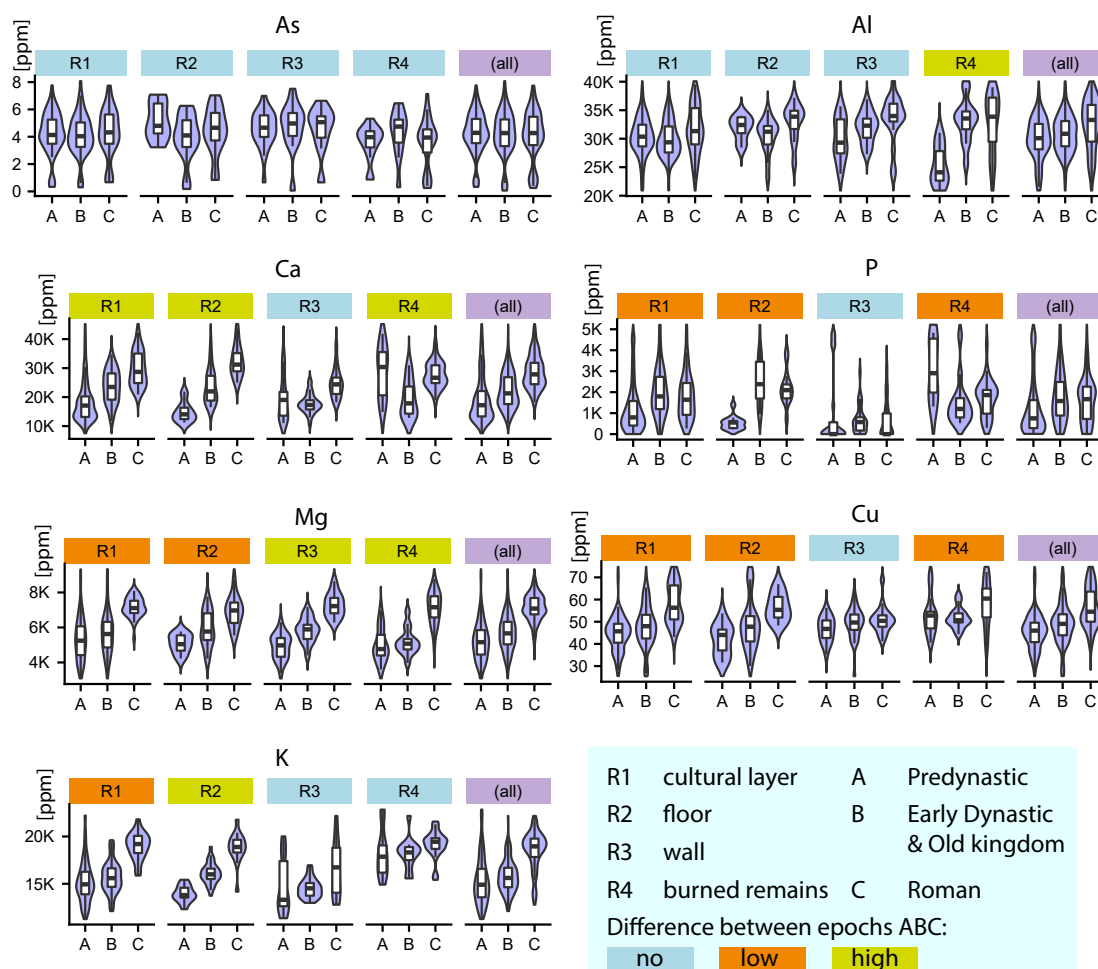 As
[ppm]
R1 R2 R3 R4 (all)
8
6
4
2
0
A B C A B C A B C A B C A B C
Al
[ppm]
R1 R2 R3 R4 (all)
40K
35K
30K
25K
20K
A B C A B C A B C A B C A B C
Ca
[ppm]
R1 R2 R3 R4 (all)
40K
30K
20K
10K
A B C A B C A B C A B C A B C
P
[ppm]
R1 R2 R3 R4 (all)
5K
4K
3K
2K
1K
0
A B C A B C A B C A B C A B C
Mg
[ppm]
R1 R2 R3 R4 (all)
8K
6K
4K
A B C A B C A B C A B C A B C
Cu
[ppm]
R1 R2 R3 R4 (all)
70
60
50
40
30
A B C A B C A B C A B C A B C
K
[ppm]
R1 R2 R3 R4 (all)
20K
15K
A B C A B C A B C A B C A B C
R1 cultural layer A Predynastic
R2 floor B Early Dynastic
& Old kingdom
R3 wall
R4 burned remains C Roman
Difference between epochs ABC:
no low high